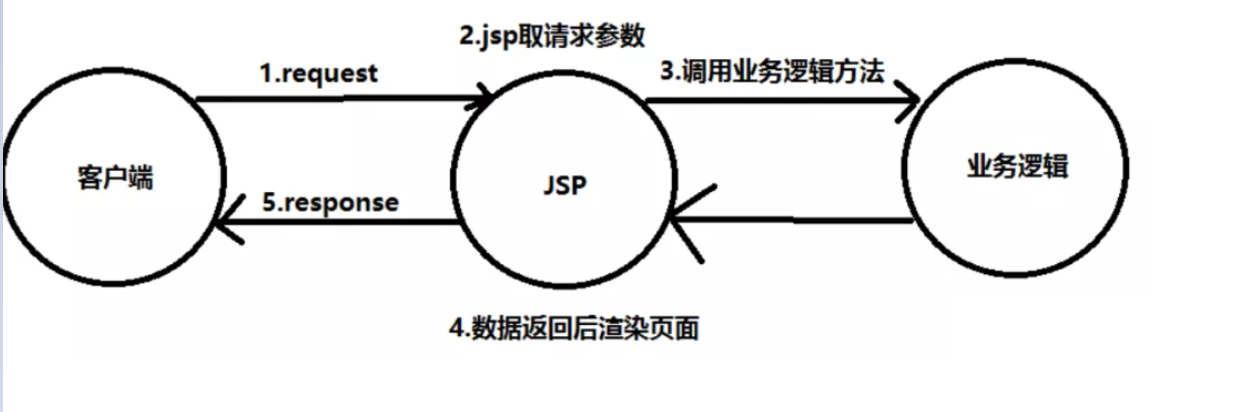 2.jsp取请求参数
1.request
3.调用业务逻辑方法
客户端
JSP
业务逻辑
5.response
4.数据返回后渲染页面